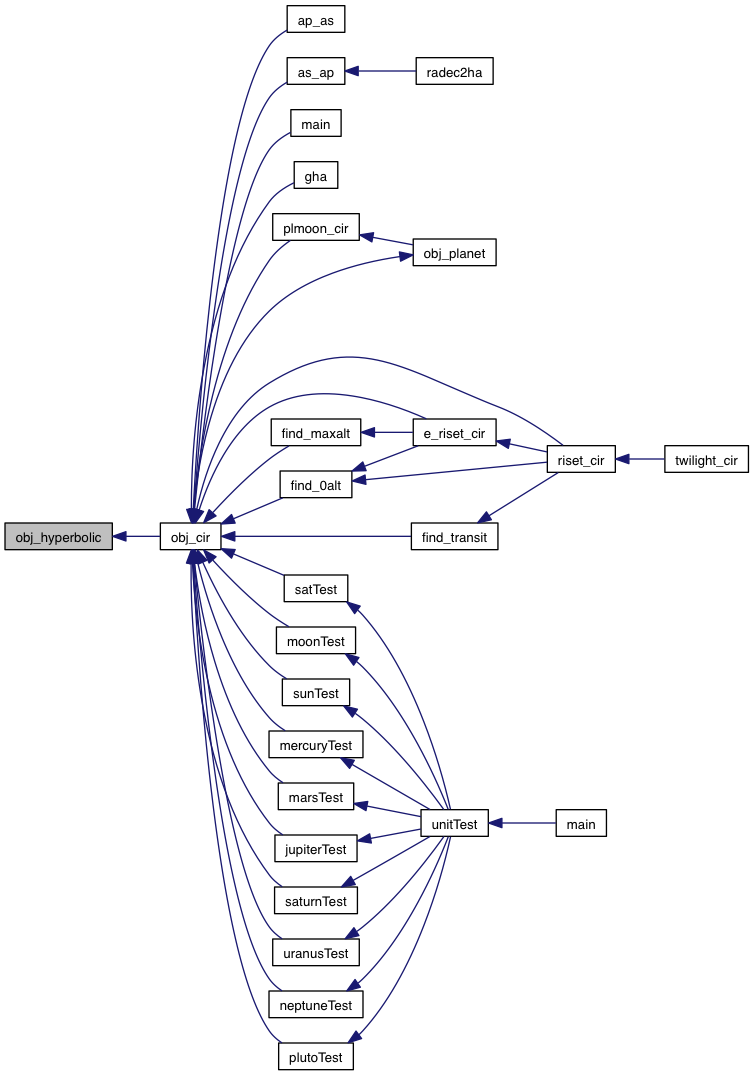 ap_as
as_ap
radec2ha
main
gha
plmoon_cir
obj_planet
find_maxalt
e_riset_cir
riset_cir
twilight_cir
find_0alt
obj_hyperbolic
obj_cir
find_transit
satTest
moonTest
sunTest
mercuryTest
marsTest
unitTest
main
jupiterTest
saturnTest
uranusTest
neptuneTest
plutoTest